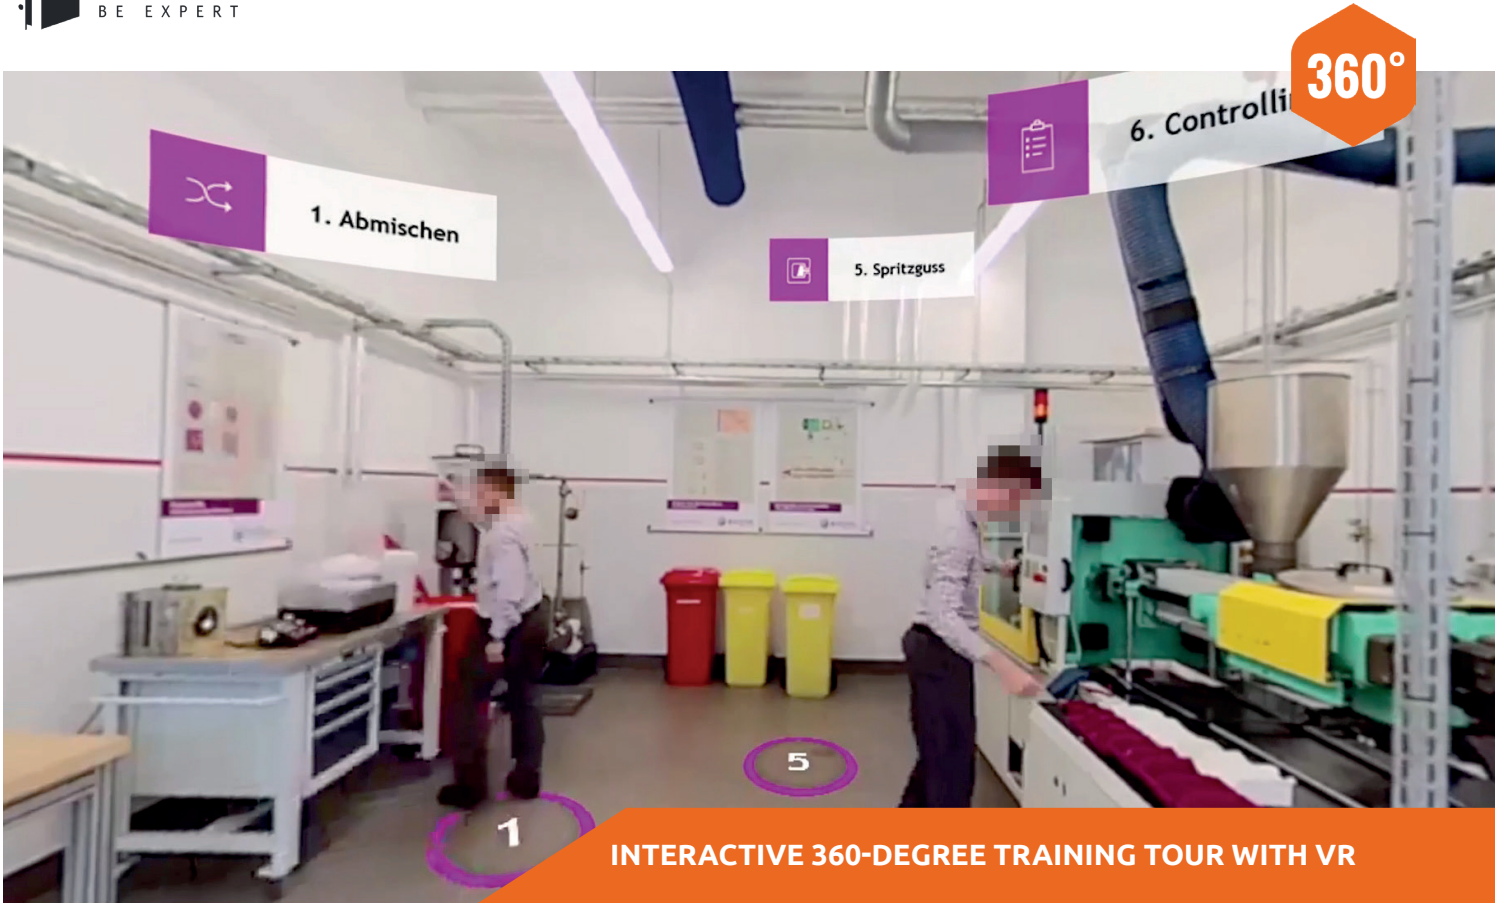 BE EXPERT
360°
1. Abmischen
5. Spritzguss
6. Controlli
5
1
INTERACTIVE 360-DEGREE TRAINING TOUR WITH VR